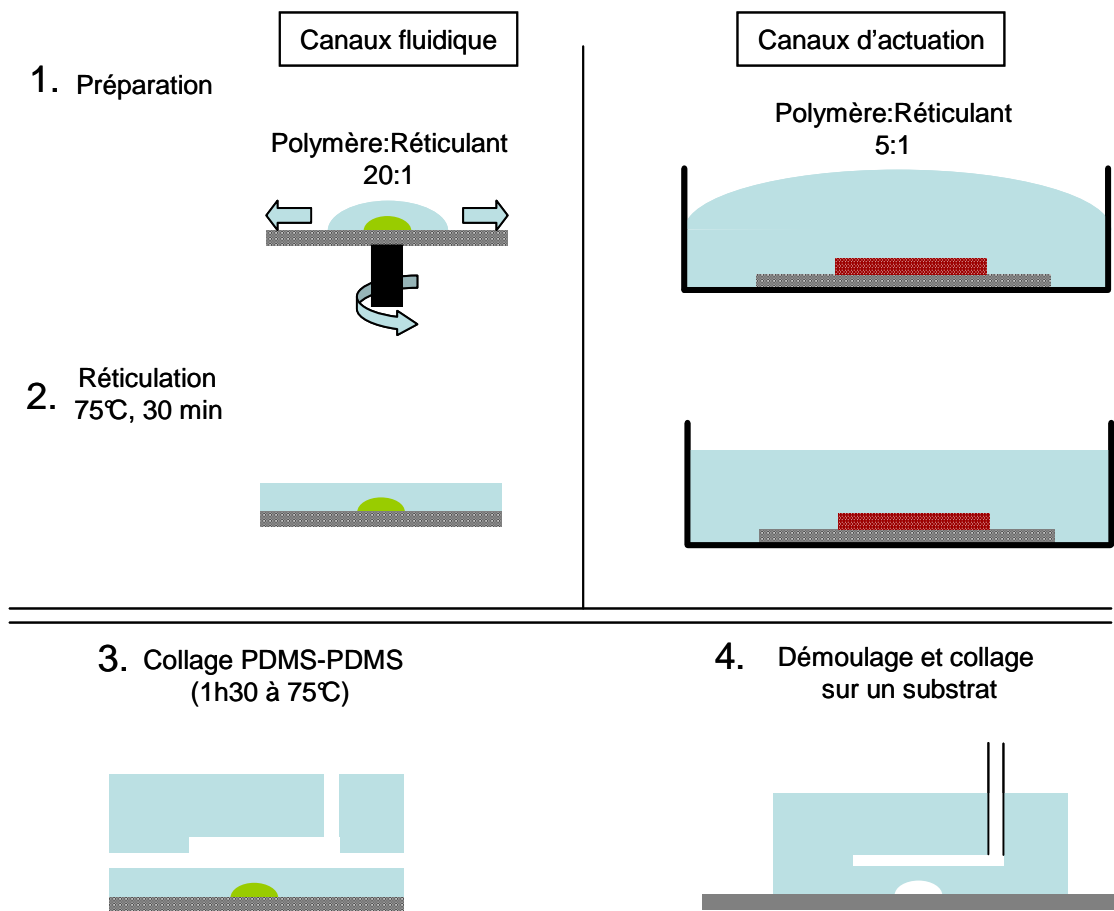 Canaux fluidique
Canaux d'actuation
1. Préparation
Polymère:Réticulant
20:1
Polymère:Réticulant
5:1
2. Réticulation
75°C, 30 min
3. Collage PDMS-PDMS
(1h30 à 75°C)
4. Démoulage et collage
sur un substrat